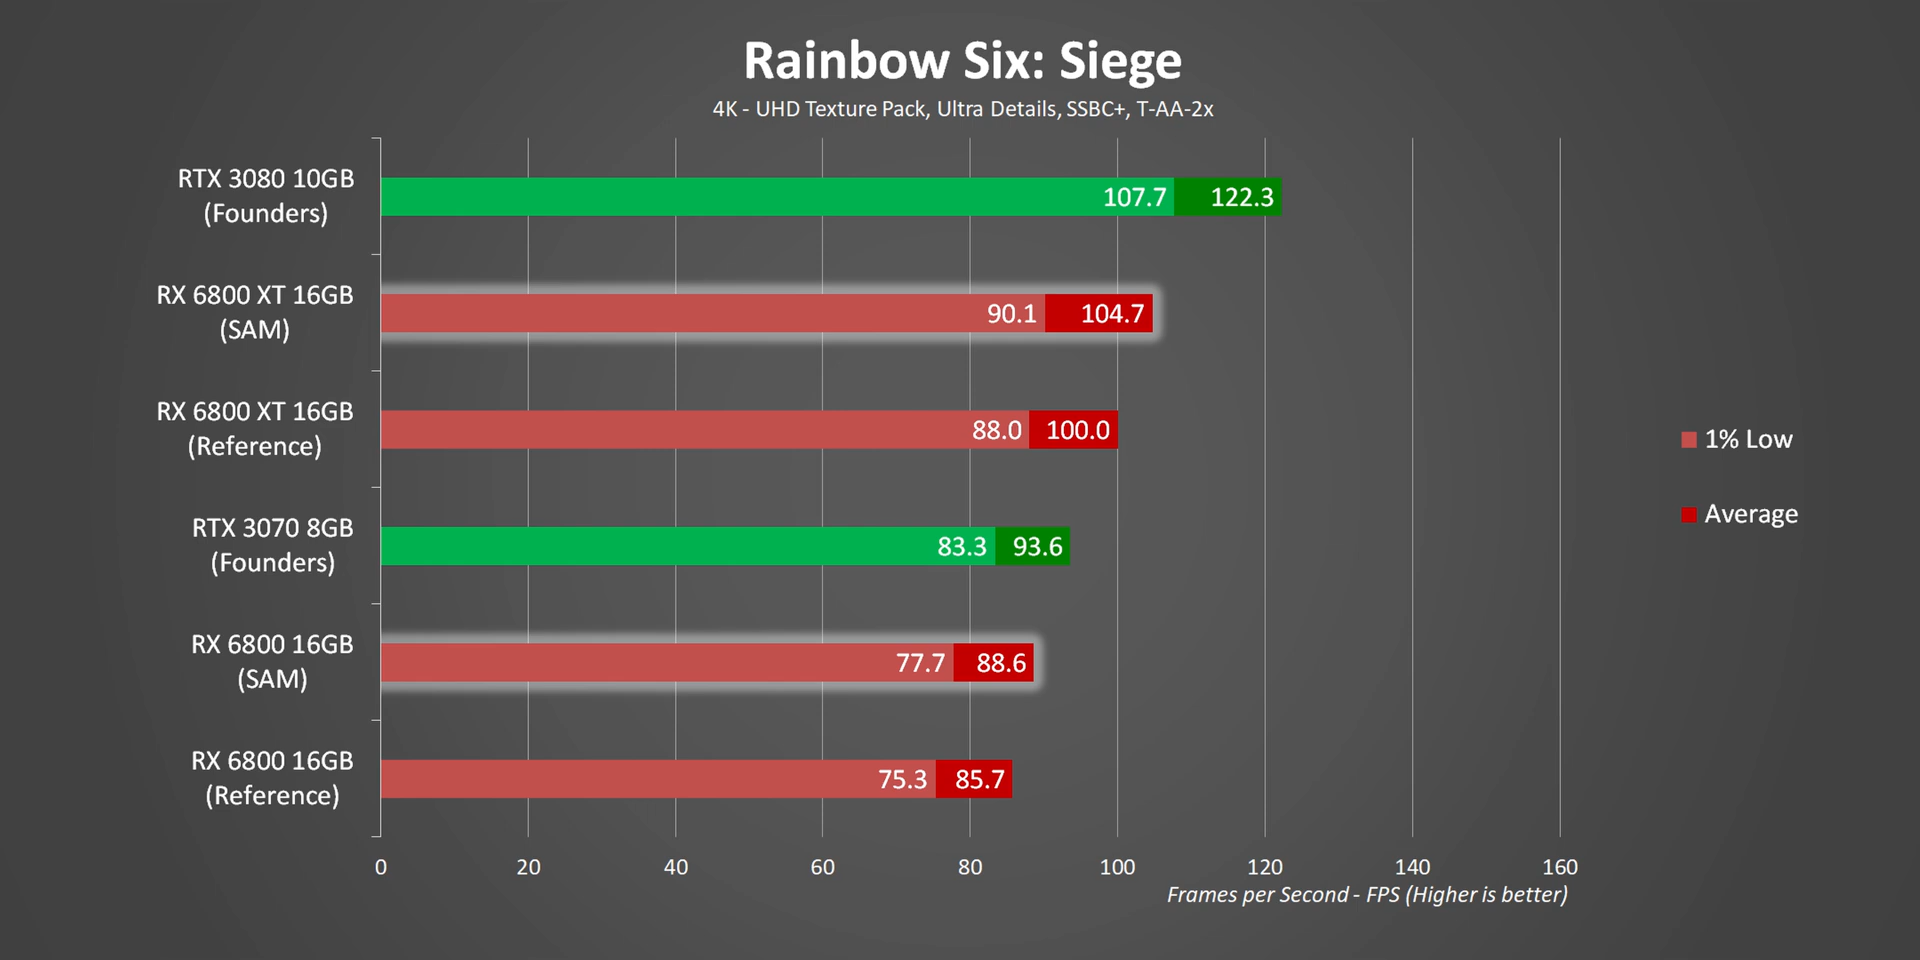 Rainbow Six: Siege
4K - UHD Texture Pack, Ultra Details, SSBC+, T-AA-2x
RTX 3080 10GB
(Founders)
107.7
122.3
RX 6800 XT 16GB
(SAM)
90.1
104.7
RX 6800 XT 16GB
(Reference)
88.0
100.0
RTX 3070 8GB
(Founders)
83.3
93.6
RX 6800 16GB
(SAM)
77.7
88.6
RX 6800 16GB
(Reference)
75.3
85.7
1% Low
Average
0 20 40 60 80 100 120 140 160
Frames per Second - FPS (Higher is better)